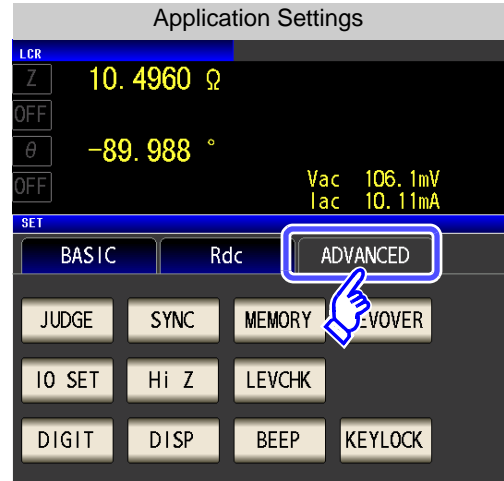 Application Settings
LCR
Z 10.4960 Ω
OFF
θ -89.988 °
OFF
Vac 106.1mV
Iac 10.11mA
SET
BASIC Rdc ADVANCED
JUDGE SYNC MEMORY EVOVER
IO SET Hi Z LEVCHK
DIGIT DISP BEEP KEYLOCK